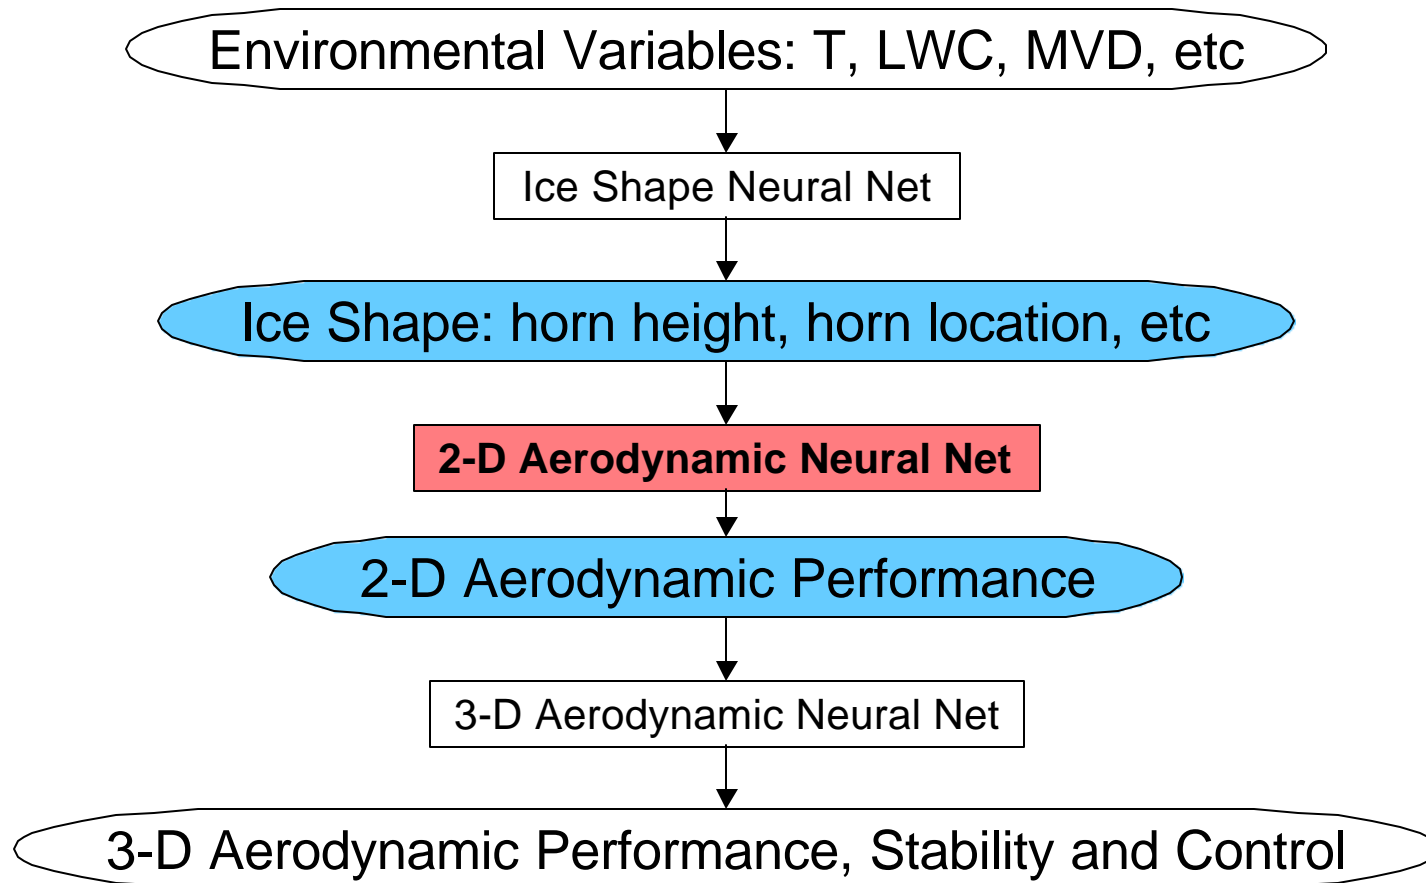 Environmental Variables: T, LWC, MVD, etc
Ice Shape Neural Net
Ice Shape: horn height, horn location, etc
2-D Aerodynamic Neural Net
2-D Aerodynamic Performance
3-D Aerodynamic Neural Net
3-D Aerodynamic Performance, Stability and Control